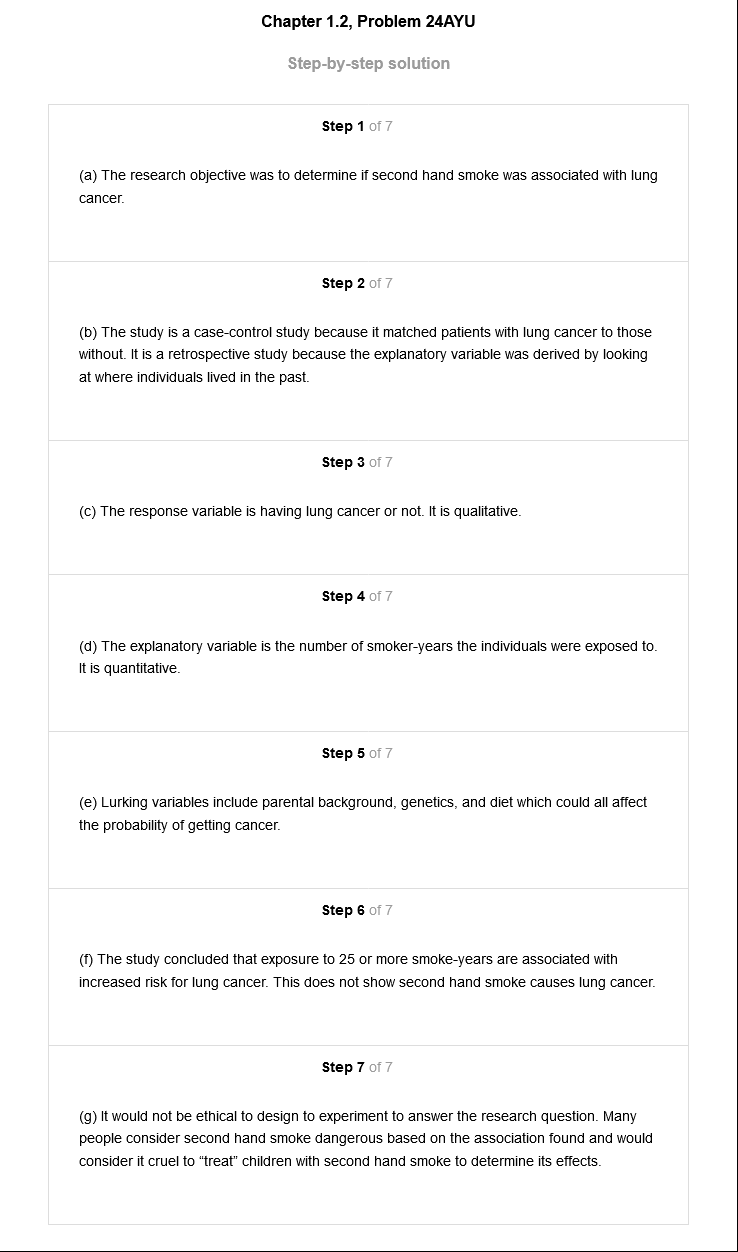 Chapter 1.2, Problem 24AYU
Step-by-step solution
Step 1 of 7
(a) The research objective was to determine if second hand smoke was associated with lung
cancer.
Step 2 of 7
(b) The study is a case-control study because it matched patients with lung cancer to those
without. It is a retrospective study because the explanatory variable was derived by looking
at where individuals lived in the past.
Step 3 of 7
(c) The response variable is having lung cancer or not. It is qualitative.
Step 4 of 7
(d) The explanatory variable is the number of smoker-years the individuals were exposed to.
It is quantitative.
Step 5 of 7
(e) Lurking variables include parental background, genetics, and diet which could all affect
the probability of getting cancer.
Step 6 of 7
(f) The study concluded that exposure to 25 or more smoke-years are associated with
increased risk for lung cancer. This does not show second hand smoke causes lung cancer.
Step 7 of 7
(g) It would not be ethical to design to experiment to answer the research question. Many
people consider second hand smoke dangerous based on the association found and would
consider it cruel to “treat” children with second hand smoke to determine its effects.